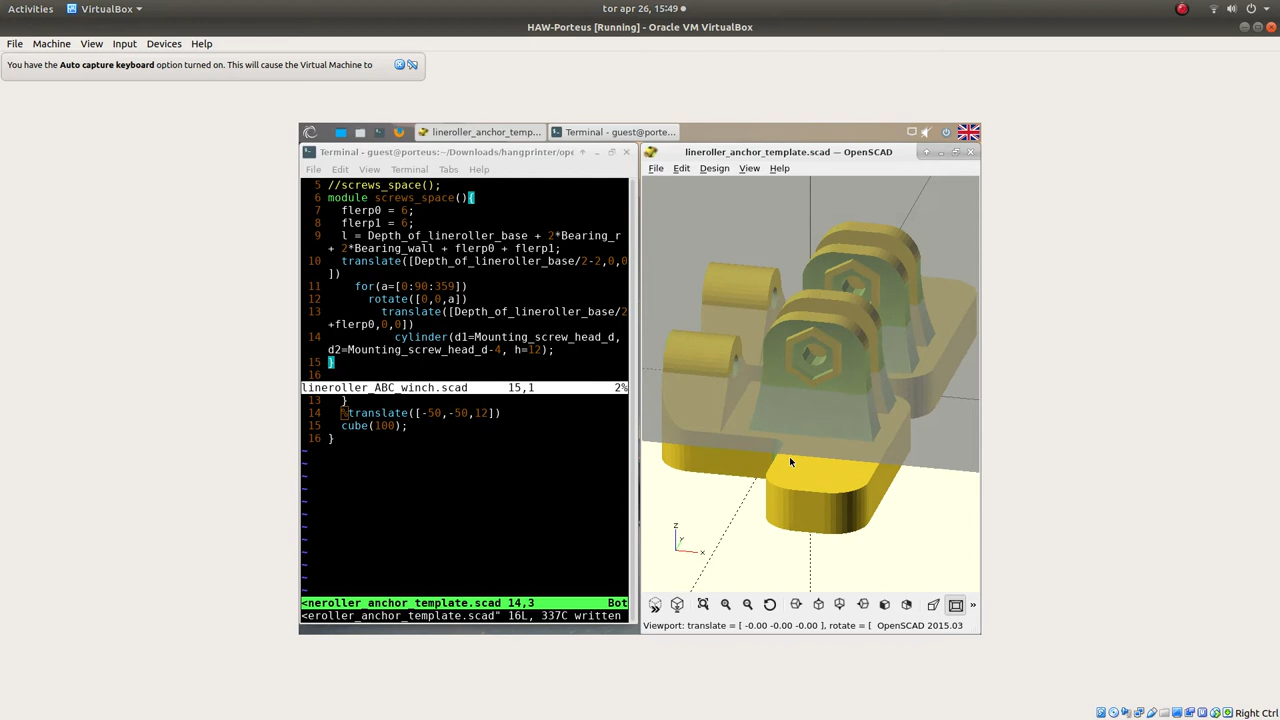 Activities
VirtualBox
tor apr 26, 15:49
HAW-Porteus [Running] - Oracle VM VirtualBox
File Machine View Input Devices Help
You have the Auto capture keyboard option turned on. This will cause the Virtual Machine to
lineroller_anchor_temp...
Terminal - guest@porte...
Terminal - guest@porteus:~/Downloads/hangprinter/ope
File Edit View Terminal Tabs Help
5 //screws_space();
6 module screws_space(){
7 flerp0 = 6;
8 flerp1 = 6;
9 l = Depth_of_lineroller_base + 2*Bearing_r
+ 2*Bearing_wall + flerp0 + flerp1;
10 translate([Depth_of_lineroller_base/2-2,0,0
])
11 for(a=[0:90:359])
12 rotate([0,0,a])
13 translate([Depth_of_lineroller_base/2
+flerp0,0,0])
14 cylinder(d1=Mounting_screw_head_d,
d2=Mounting_screw_head_d-4, h=12);
15 }
16
lineroller_ABC_winch.scad 15,1 2%
13 }
14 %translate([-50,-50,12])
15 cube(100);
16 }
~
~
~
~
~
~
~
~
~
~
~
~
<neroller_anchor_template.scad 14,3 Bot
<eroller_anchor_template.scad" 16L, 337C written
lineroller_anchor_template.scad — OpenSCAD
File Edit Design View Help
Z
Y
X
»
Viewport: translate = [ -0.00 -0.00 -0.00 ], rotate = [ OpenSCAD 2015.03
Right Ctrl